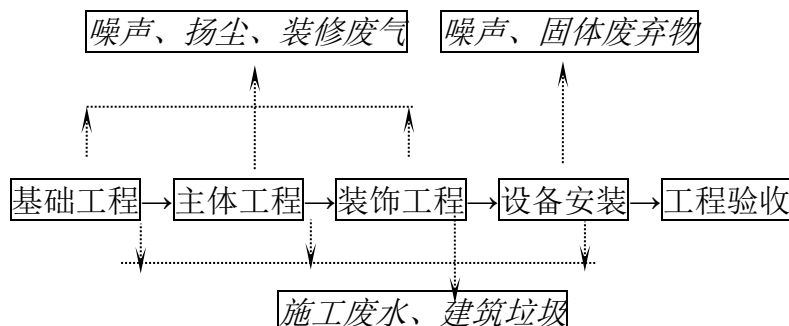 噪声、扬尘、装修废气 噪声、固体废弃物
基础工程→主体工程→装饰工程→设备安装→工程验收
施工废水、建筑垃圾